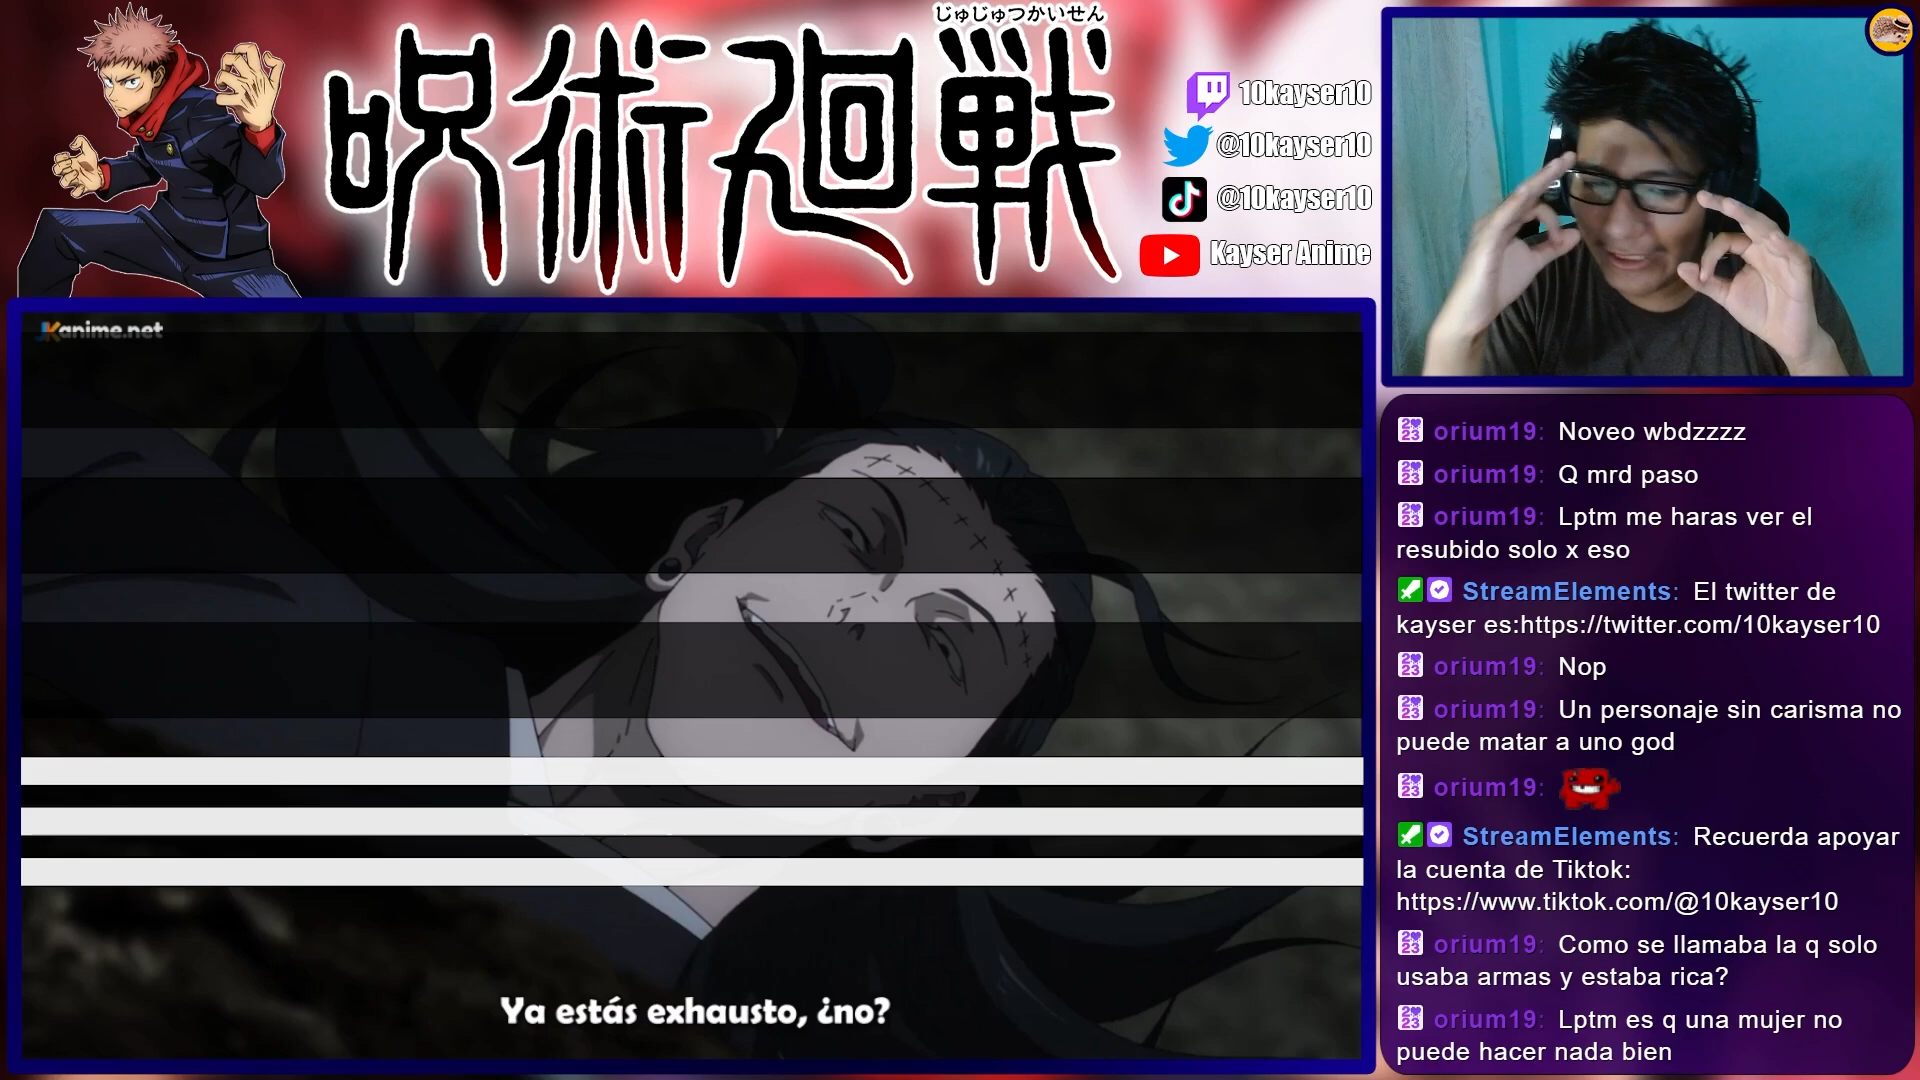 じゅじゅつかいせん
呪術廻戦
10kayser10
@10kayser10
@10kayser10
Kayser Anime
JKanime.net
Ya estás exhausto, ¿no?
orium19: Noveo wbdzzzz
orium19: Q mrd paso
orium19: Lptm me haras ver el
resubido solo x eso
StreamElements: El twitter de
kayser es:https://twitter.com/10kayser10
orium19: Nop
orium19: Un personaje sin carisma no
puede matar a uno god
orium19:
StreamElements: Recuerda apoyar
la cuenta de Tiktok:
https://www.tiktok.com/@10kayser10
orium19: Como se llamaba la q solo
usaba armas y estaba rica?
orium19: Lptm es q una mujer no
puede hacer nada bien